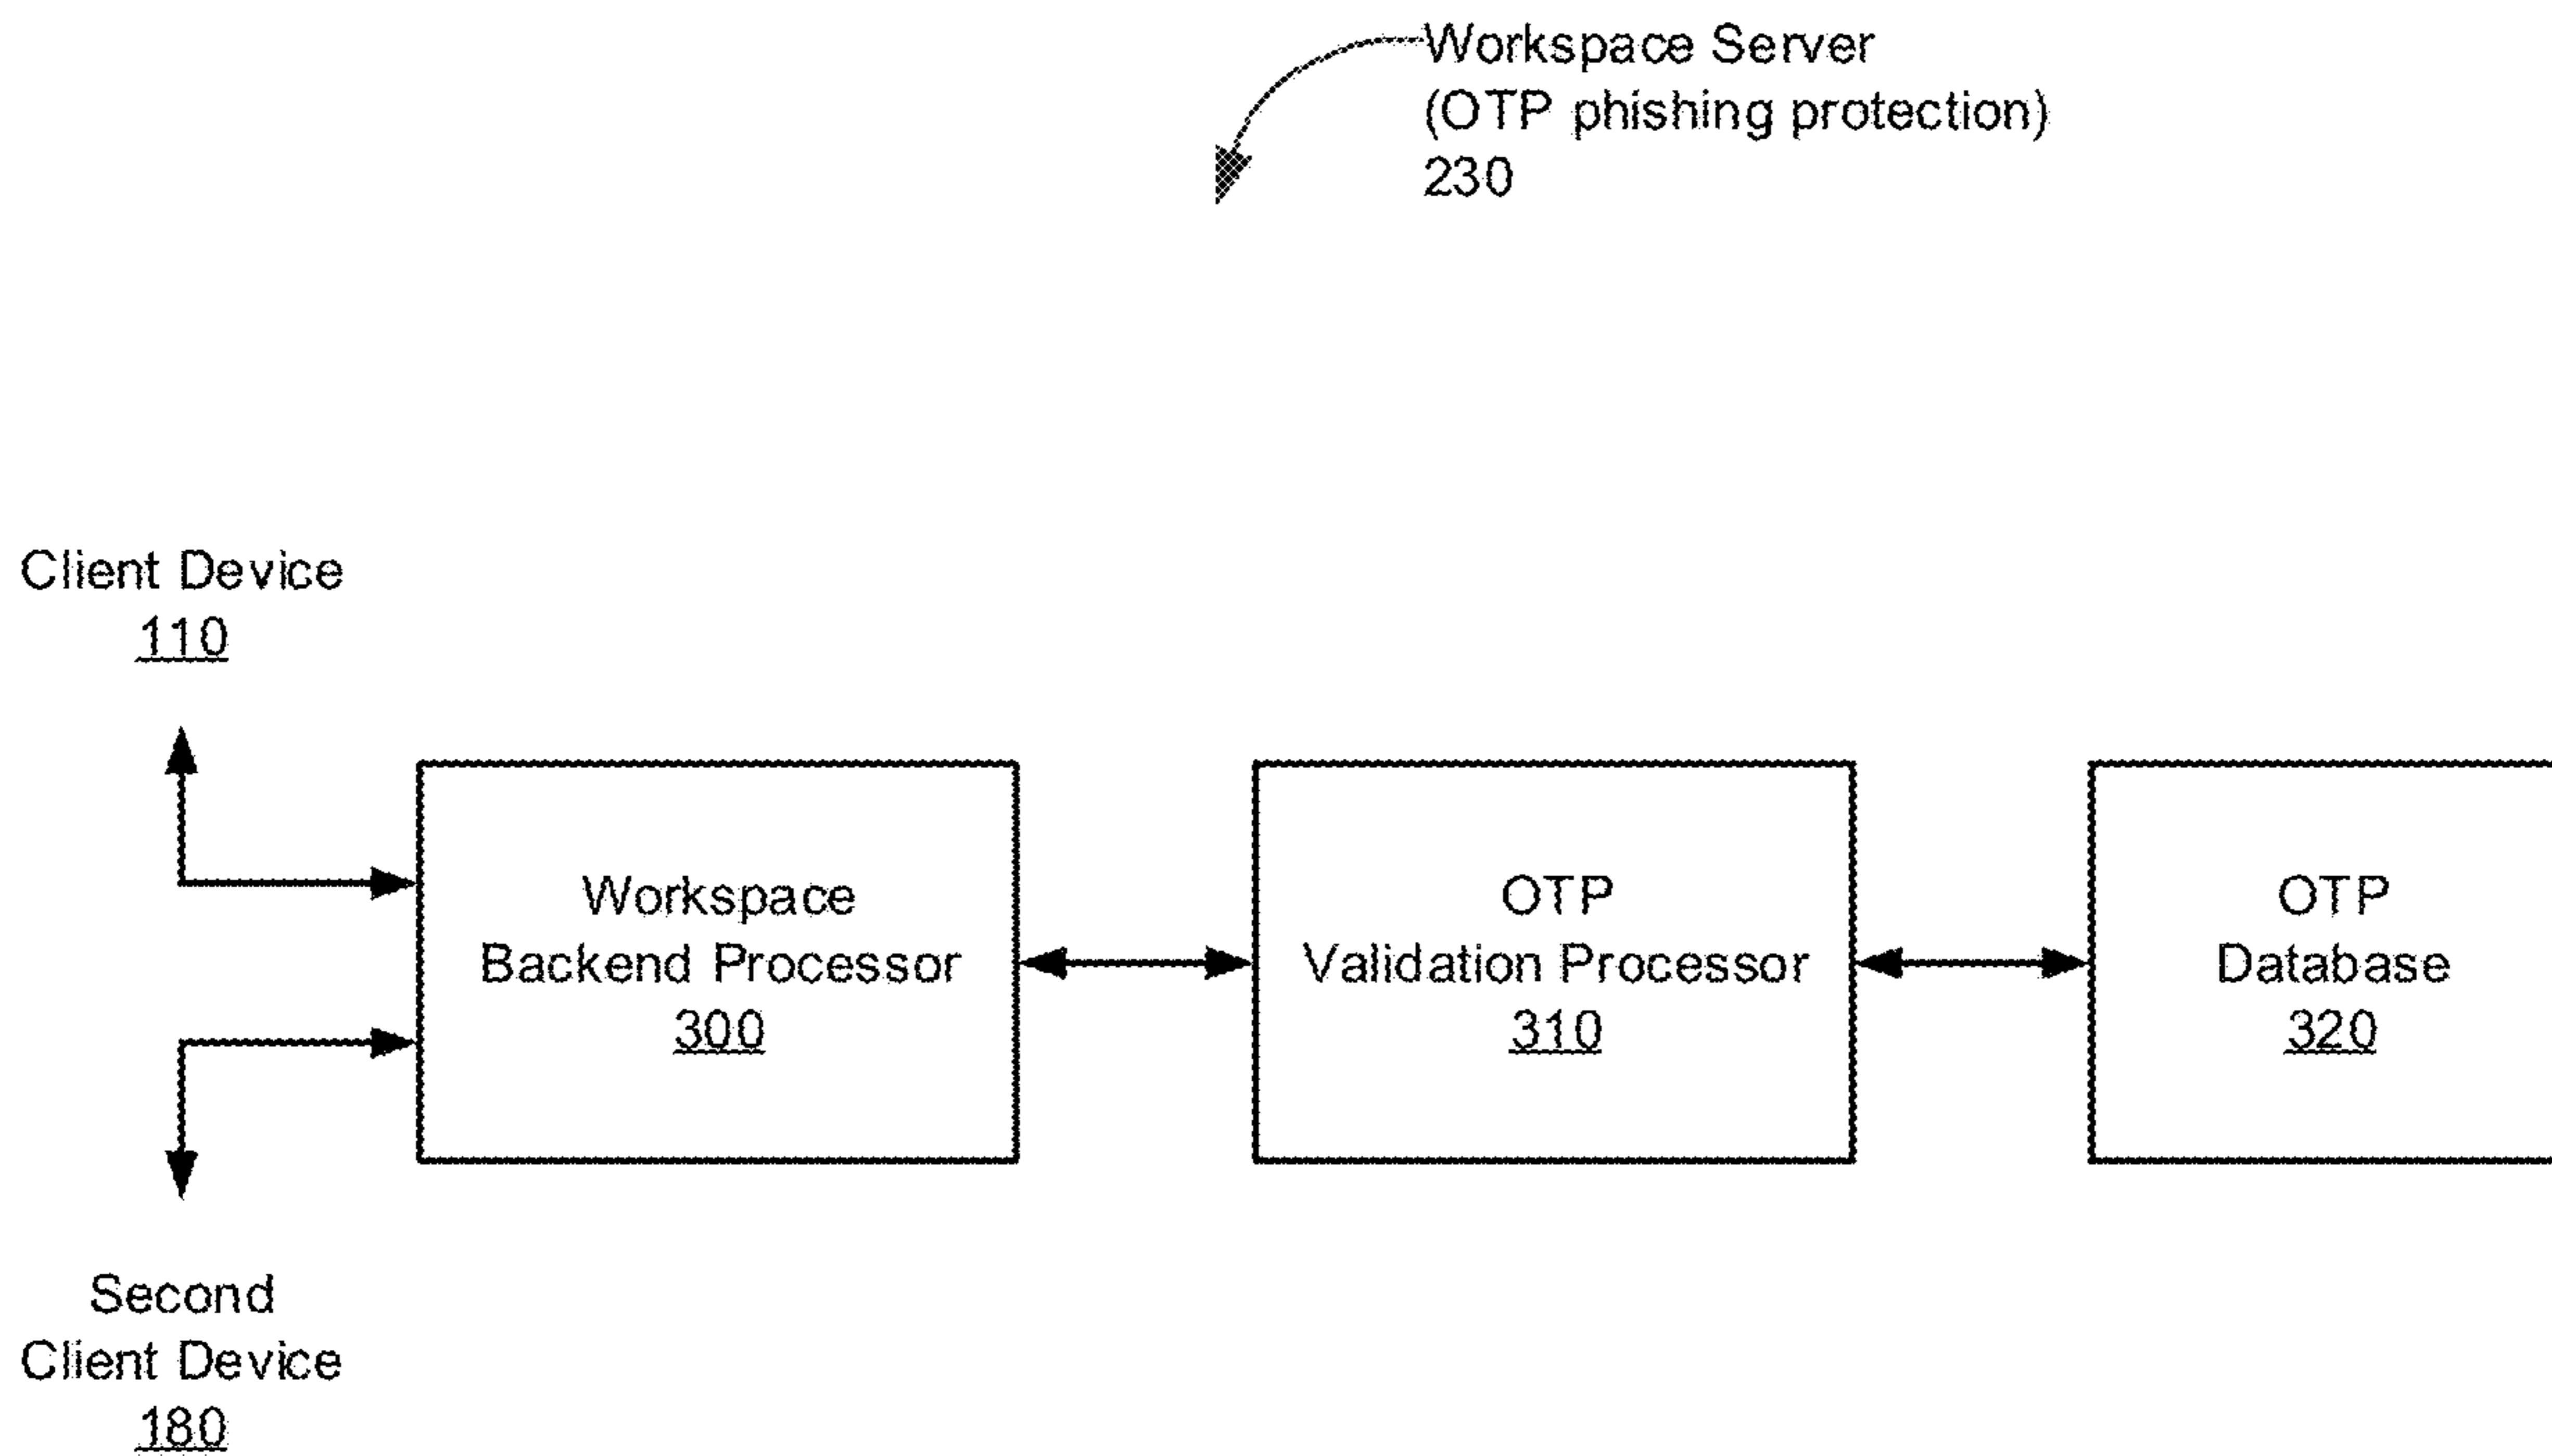 Workspace Server
(OTP phishing protection)
230
Client Device
110
Workspace
Backend Processor
300
OTP
Validation Processor
310
OTP
Database
320
Second
Client Device
180